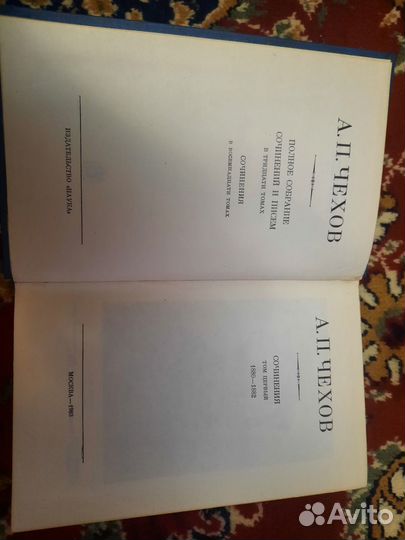 А. П. ЧЕХОВ
ПОЛНОЕ СОБРАНИЕ
СОЧИНЕНИЙ И ПИСЕМ
В ТРИДЦАТИ ТОМАХ
СОЧИНЕНИЯ
В ВОСЕМНАДЦАТИ ТОМАХ
ИЗДАТЕЛЬСТВО «НАУКА»
А. П. ЧЕХОВ
СОЧИНЕНИЯ
ТОМ ПЕРВЫЙ
1880—1882
МОСКВА—1983
Avito